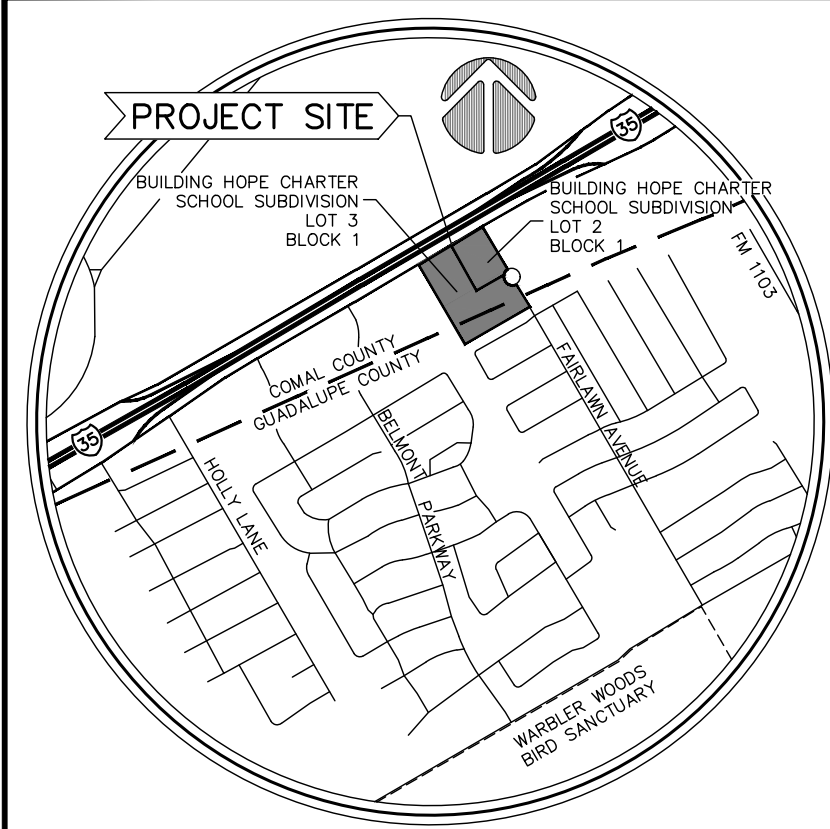 PROJECT SITE
35
BUILDING HOPE CHARTER
SCHOOL SUBDIVISION
LOT 3
BLOCK 1
BUILDING HOPE CHARTER
SCHOOL SUBDIVISION
LOT 2
BLOCK 1
FM 1103
COMAL COUNTY
GUADALUPE COUNTY
35
HOLLY LANE
BELMONT PARKWAY
FAIRLAWN AVENUE
WARBLER WOODS
BIRD SANCTUARY